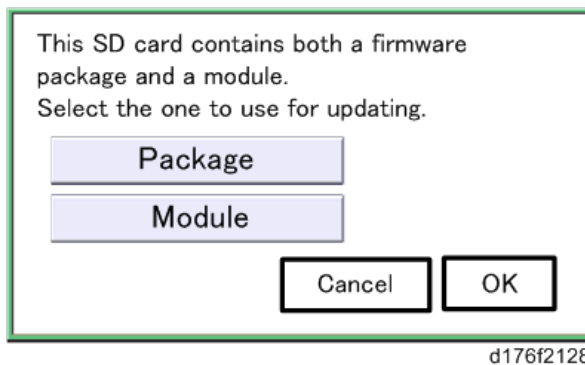 This SD card contains both a firmware
package and a module.
Select the one to use for updating.
Package
Module
Cancel OK
d176f2128